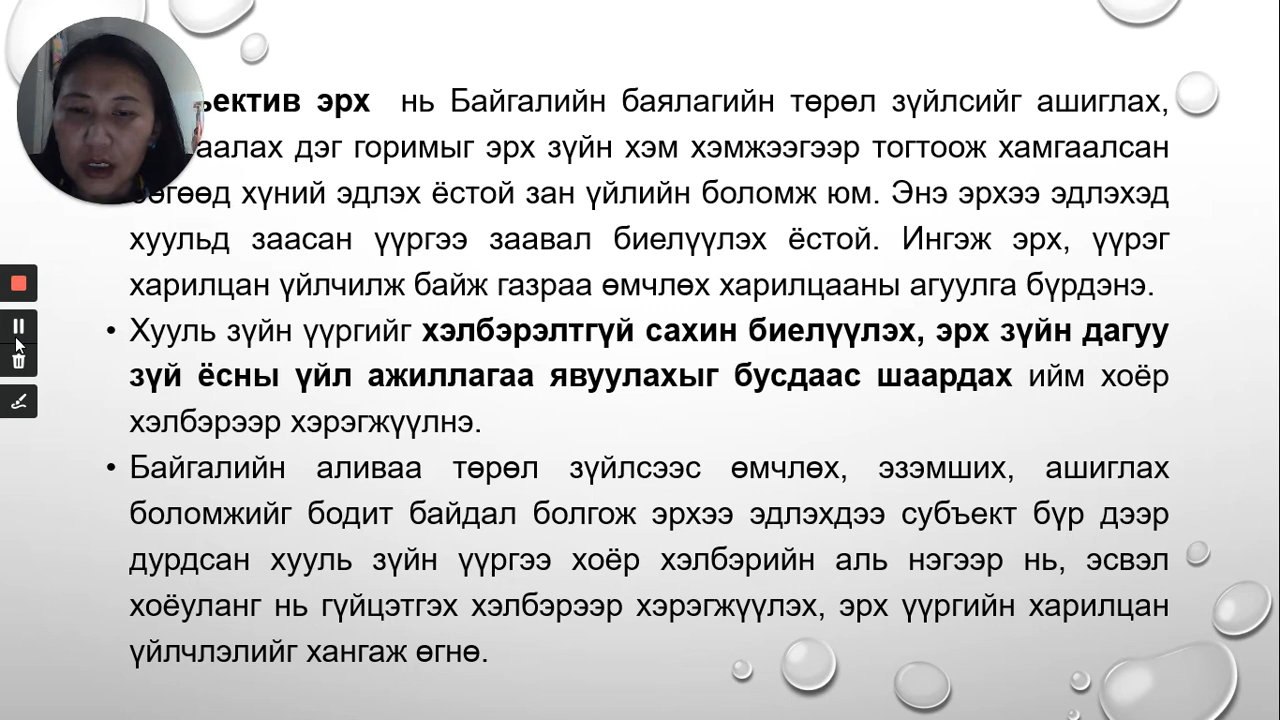 эрх нь Байгалийн баялагийн төрөл зүйлсийг ашиглах,
дэг горимыг эрх зүйн хэм хэмжээгээр тогтоож хамгаалсан
бөгөөд хүний эдлэх ёстой зан үйлийн боломж юм. Энэ эрхээ эдлэхэд
хуульд заасан үүргээ заавал биелүүлэх ёстой. Ингэж эрх, үүрэг
харилцан үйлчилж байж газраа өмчлөх харилцааны агуулга бүрдэнэ.
• Хууль зүйн үүргийг хэлбэрэлтгүй сахин биелүүлэх, эрх зүйн дагуу
зүй ёсны үйл ажиллагаа явуулахыг бусдаас шаардах ийм хоёр
хэлбэрээр хэрэгжүүлнэ.
• Байгалийн аливаа төрөл зүйлсээс өмчлөх, эзэмших, ашиглах
боломжийг бодит байдал болгож эрхээ эдлэхдээ субъект бүр дээр
дурдсан хууль зүйн үүргээ хоёр хэлбэрийн аль нэгээр нь, эсвэл
хоёуланг нь гүйцэтгэх хэлбэрээр хэрэгжүүлэх, эрх үүргийн харилцан
үйлчлэлийг хангаж өгнө.